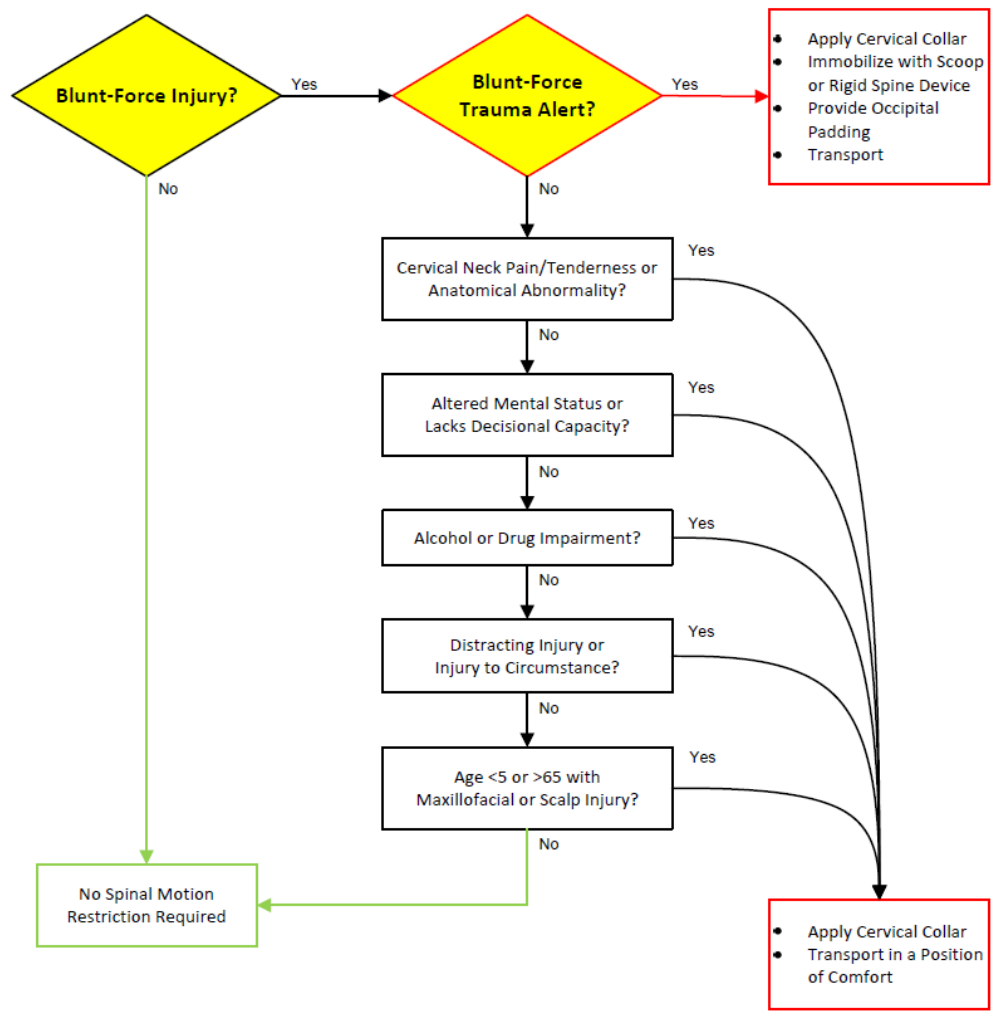 Blunt-Force Injury?
Yes
No
Blunt-Force
Trauma Alert?
Yes
No
• Apply Cervical Collar
• Immobilize with Scoop
or Rigid Spine Device
• Provide Occipital
Padding
• Transport
Cervical Neck Pain/Tenderness or
Anatomical Abnormality?
Yes
No
Altered Mental Status or
Lacks Decisional Capacity?
Yes
No
Alcohol or Drug Impairment?
Yes
No
Distracting Injury or
Injury to Circumstance?
Yes
No
Age <5 or >65 with
Maxillofacial or Scalp Injury?
Yes
No
No Spinal Motion
Restriction Required
• Apply Cervical Collar
• Transport in a Position
of Comfort